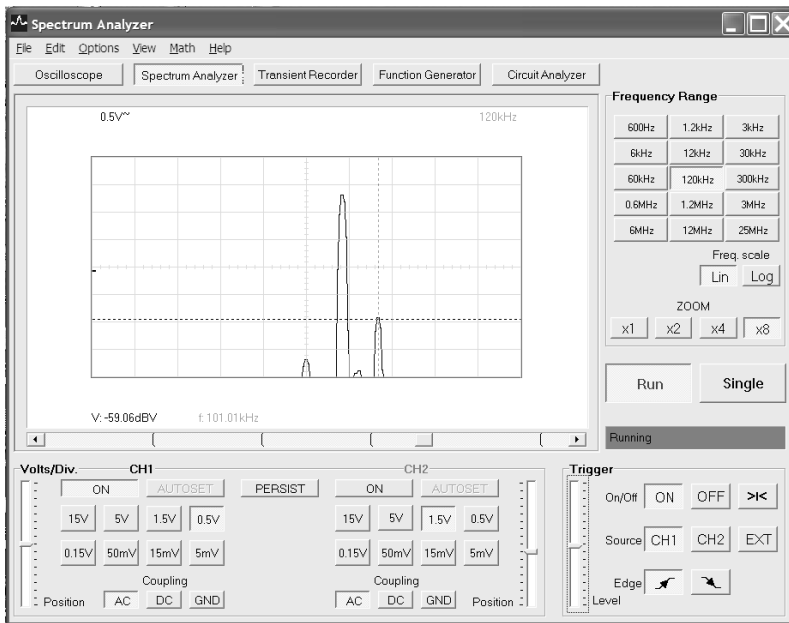 Spectrum Analyzer
File Edit Options View Math Help
Oscilloscope Spectrum Analyzer Transient Recorder Function Generator Circuit Analyzer
0.5V~ 120kHz
V: -59.06dBV f: 101.01kHz
Frequency Range
600Hz 1.2kHz 3kHz
6kHz 12kHz 30kHz
60kHz 120kHz 300kHz
0.6MHz 1.2MHz 3MHz
6MHz 12MHz 25MHz
Freq. scale
Lin Log
ZOOM
x1 x2 x4 x8
Run Single
Running
Volts/Div. CH1 CH2
ON AUTOSET PERSIST ON AUTOSET
15V 5V 1.5V 0.5V 15V 5V 1.5V 0.5V
0.15V 50mV 15mV 5mV 0.15V 50mV 15mV 5mV
Coupling Coupling
Position AC DC GND AC DC GND Position
Trigger
On/Off ON OFF >I<
Source CH1 CH2 EXT
Edge
Level